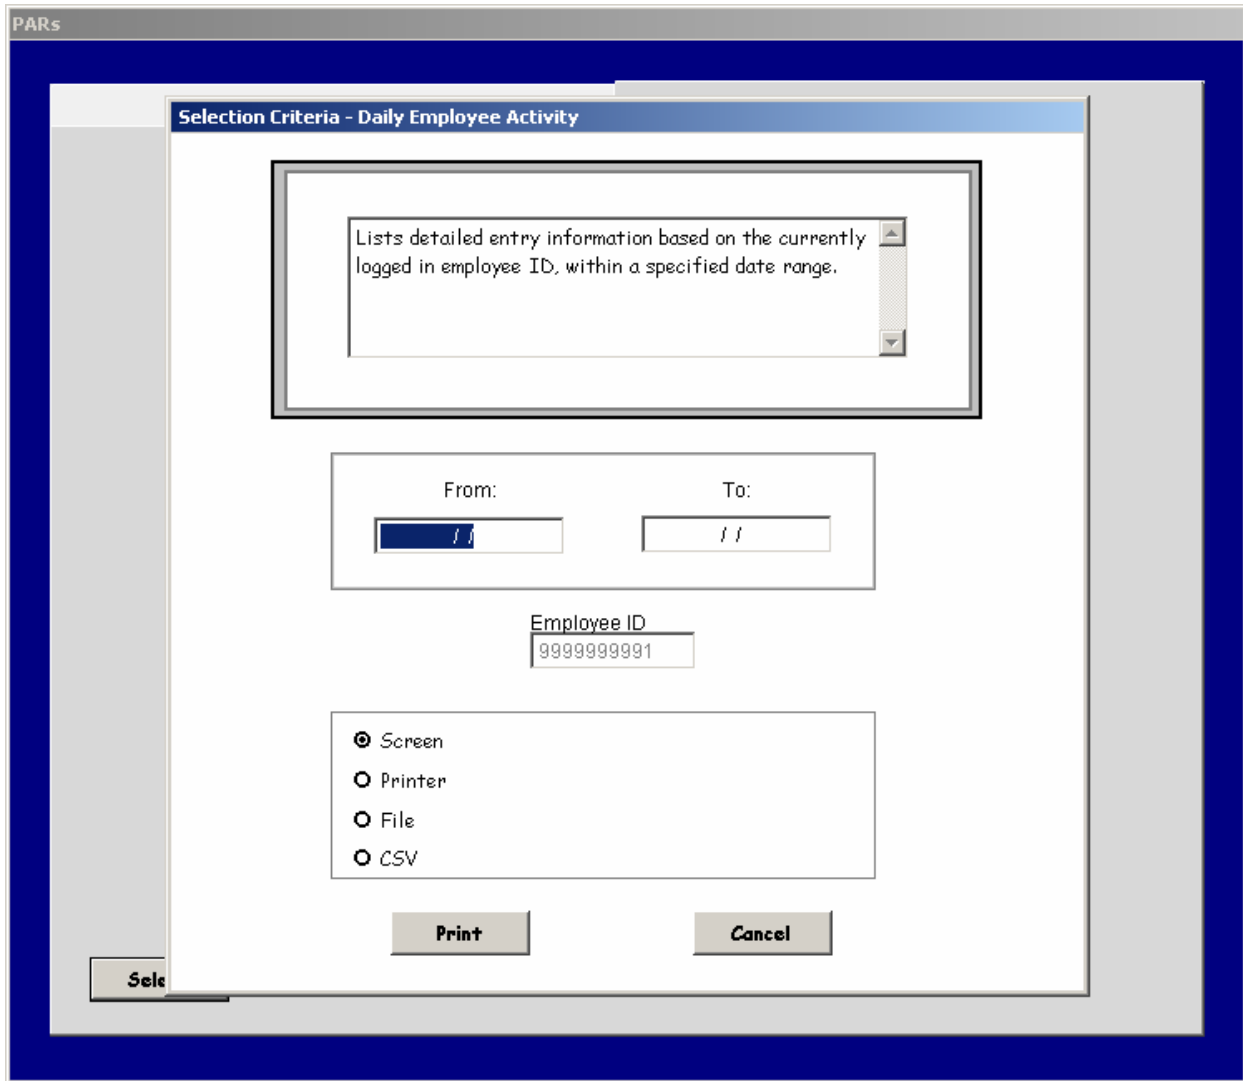 PARs
Selection Criteria - Daily Employee Activity
Lists detailed entry information based on the currently
logged in employee ID, within a specified date range.
From:
To:
/ /
/ /
Employee ID
9999999991
Screen
Printer
File
CSV
Print
Cancel